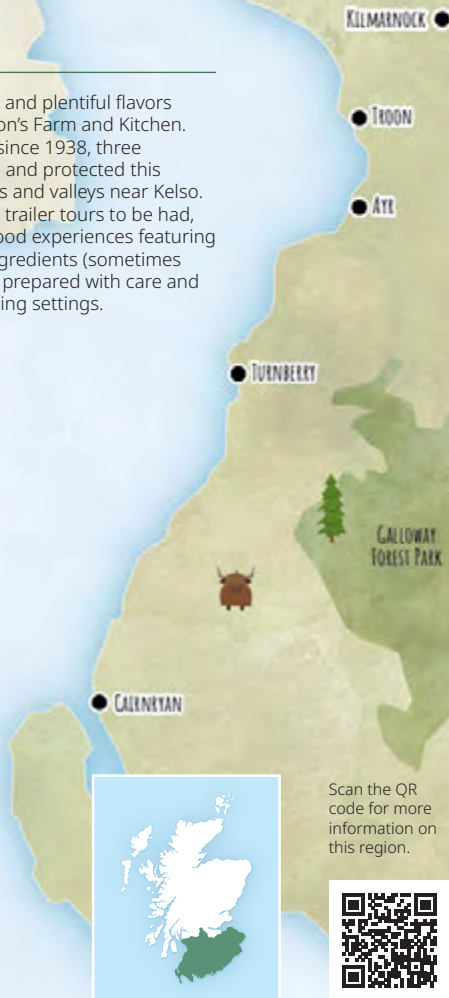 KILMARNOCK
and plentiful flavors
on's Farm and Kitchen.
since 1938, three
and protected this
s and valleys near Kelso.
trailer tours to be had,
ood experiences featuring
gredients (sometimes
prepared with care and
ing settings.
TROON
AYR
TURNBERRY
GALLOWAY
FOREST PARK
CAIRNRYAN
Scan the QR
code for more
information on
this region.